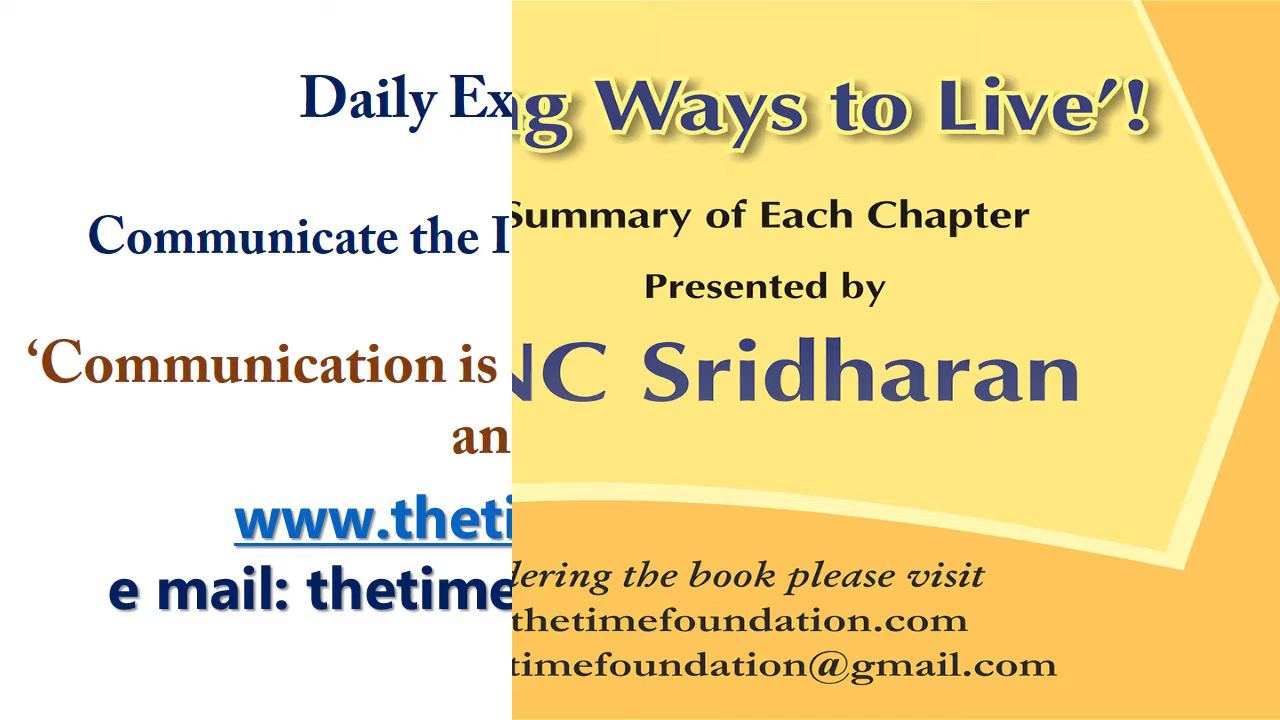 Daily Ex
Communicate the
'Communication is
an
www.theti
e mail: thetime
ng Ways to Live'!
Summary of Each Chapter
Presented by
NC Sridharan
dering the book please visit
thetimefoundation.com
timefoundation@gmail.com